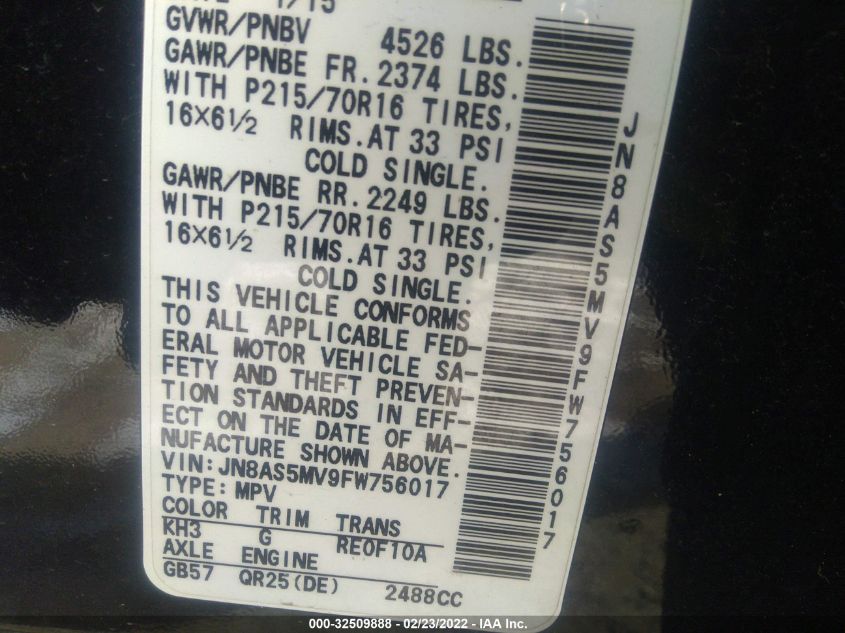 1/15
GVWR/PNBV 4526 LBS.
GAWR/PNBE FR. 2374 LBS.
WITH P215/70R16 TIRES,
16X6½ RIMS. AT 33 PSI
COLD SINGLE.
GAWR/PNBE RR. 2249 LBS.
WITH P215/70R16 TIRES,
16X6½ RIMS. AT 33 PSI
COLD SINGLE.
THIS VEHICLE CONFORMS
TO ALL APPLICABLE FED-
ERAL MOTOR VEHICLE SA-
FETY AND THEFT PREVEN-
TION STANDARDS IN EFF-
ECT ON THE DATE OF MA-
NUFACTURE SHOWN ABOVE.
VIN:JN8AS5MV9FW756017
TYPE:MPV
COLOR TRIM TRANS
KH3 G RE0F10A
AXLE ENGINE
GB57 QR25(DE) 2488CC
JN8AS5MV9FW756017
000-32509888 - 02/23/2022 - IAA Inc.